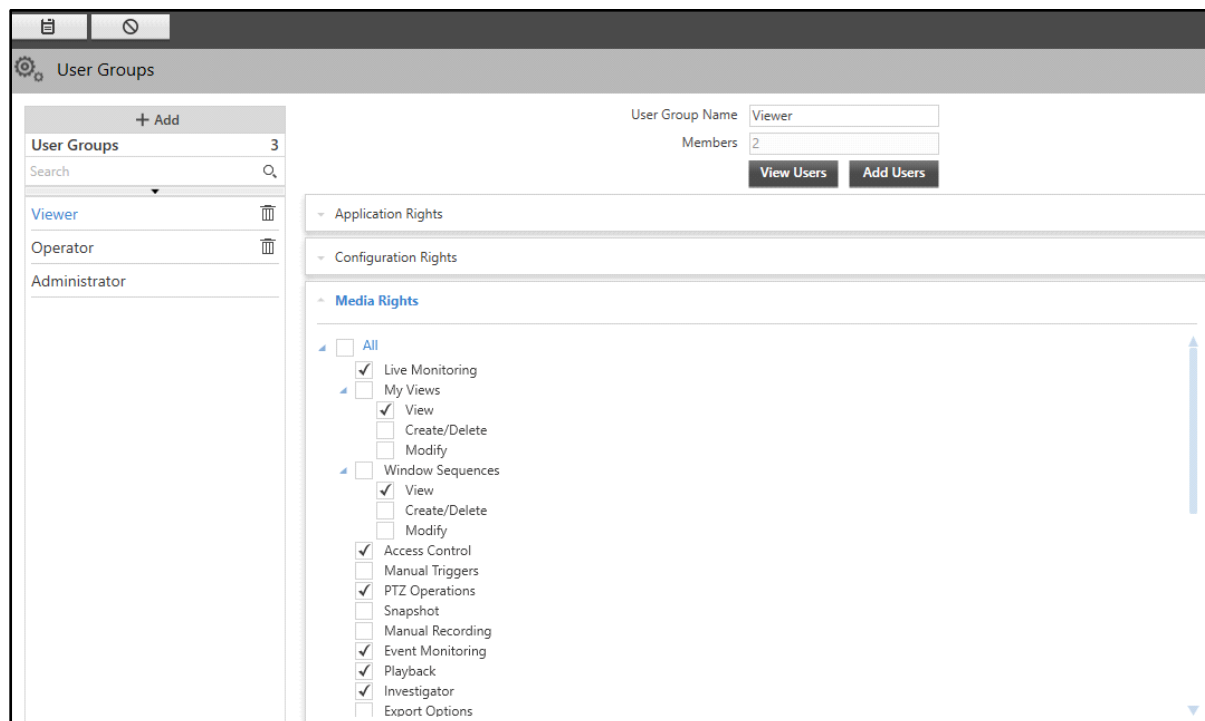 User Groups
+ Add
User Groups 3
Search
Viewer
Operator
Administrator
User Group Name Viewer
Members 2
View Users Add Users
Application Rights
Configuration Rights
Media Rights
All
Live Monitoring
My Views
View
Create/Delete
Modify
Window Sequences
View
Create/Delete
Modify
Access Control
Manual Triggers
PTZ Operations
Snapshot
Manual Recording
Event Monitoring
Playback
Investigator
Export Options